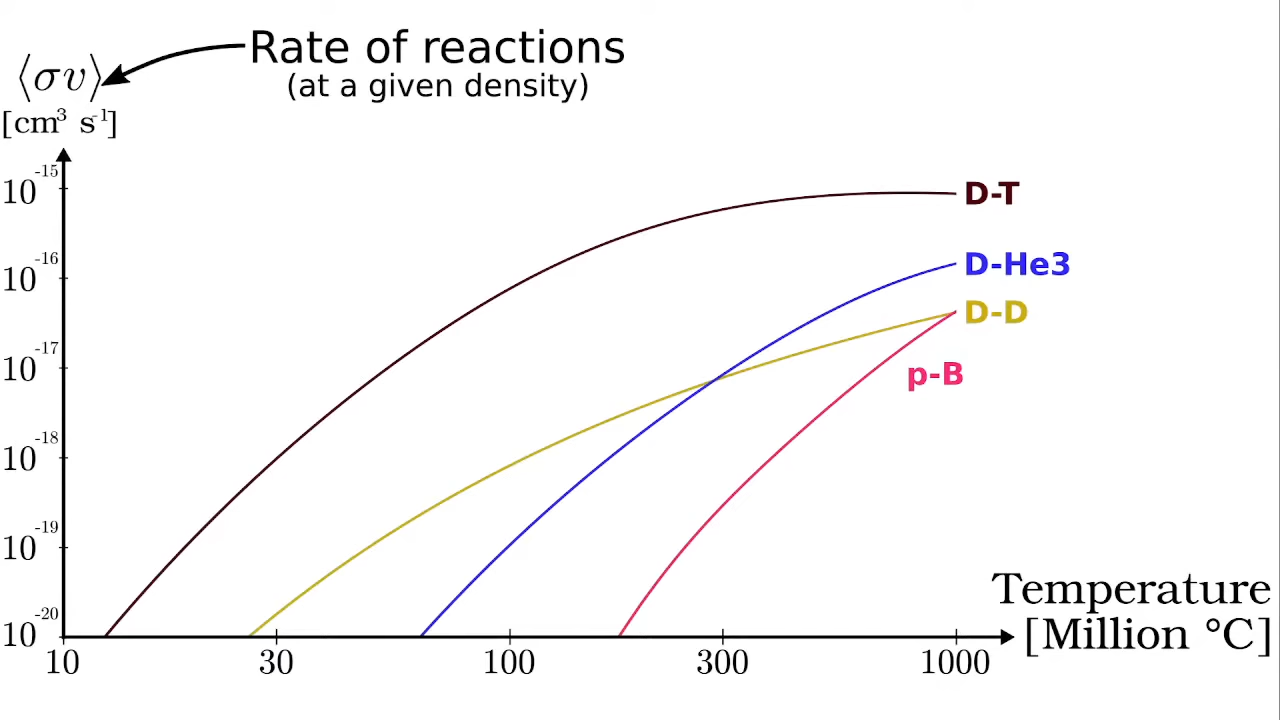 Rate of reactions
(at a given density)
⟨σv⟩
[cm³ s⁻¹]
10⁻¹⁵
10⁻¹⁶
10⁻¹⁷
10⁻¹⁸
10⁻¹⁹
10⁻²⁰
D-T
D-He3
D-D
p-B
10
30
100
300
1000
Temperature
[Million °C]